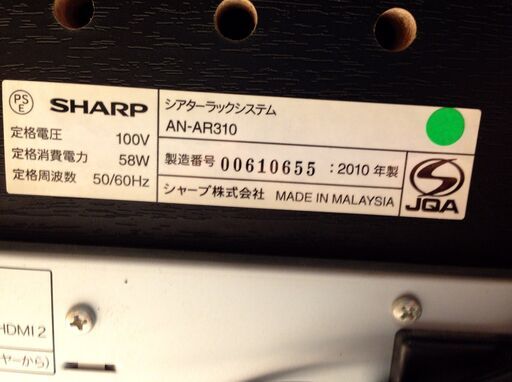 PS
E
SHARP
定格電圧 100V
定格消費電力 58W
定格周波数 50/60Hz
シアターラックシステム
AN-AR310
製造番号 00610655 : 2010 年製
シャープ株式会社 MADE IN MALAYSIA
JQA
HDMI 2
ヤーから)